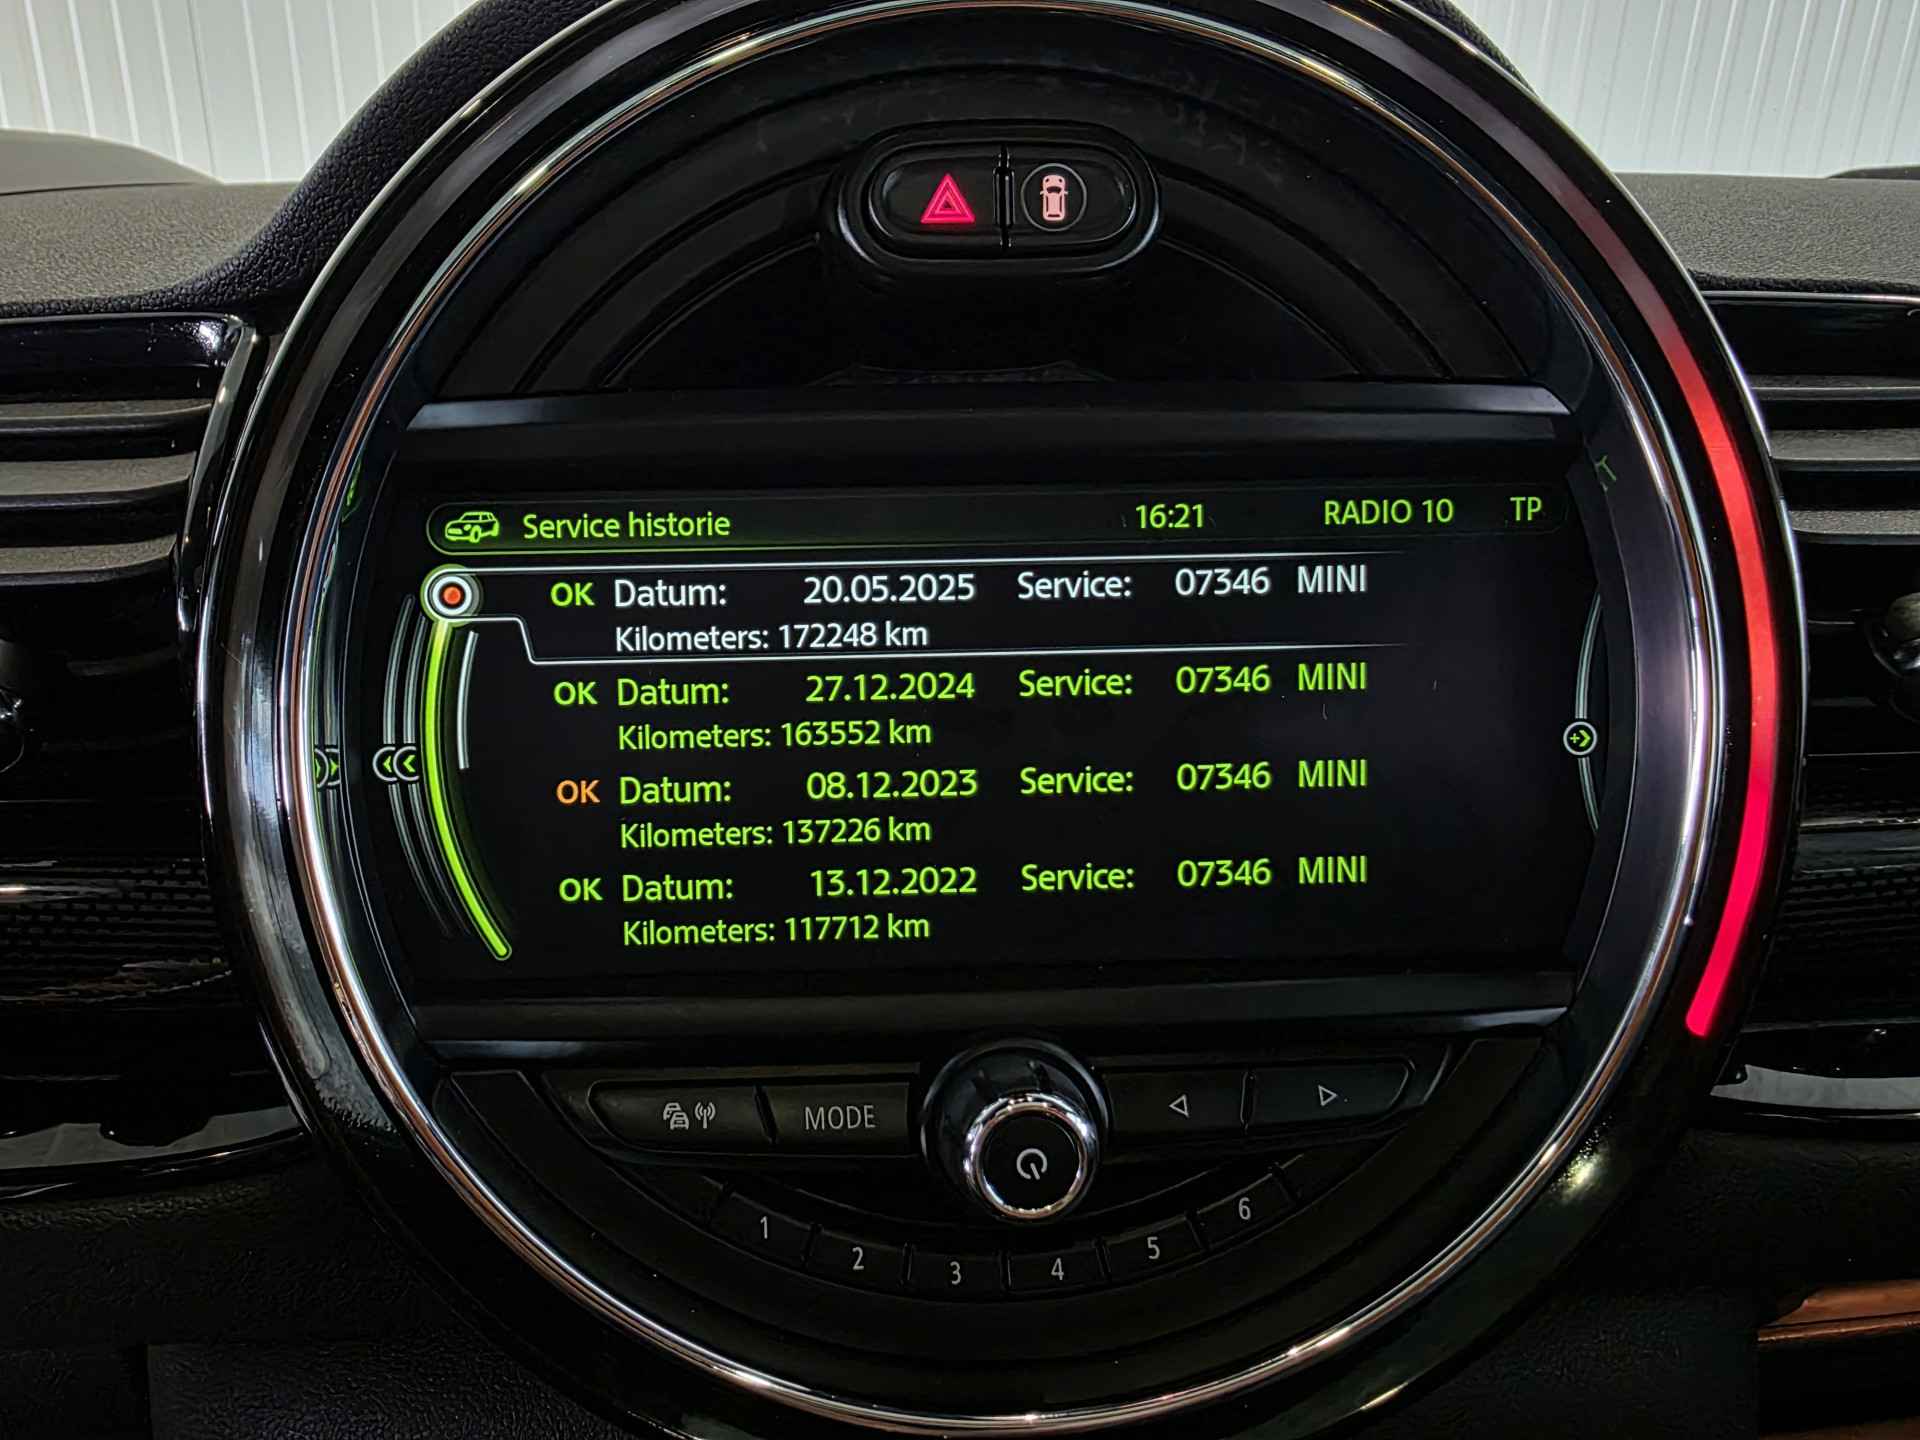 Service historie 16:21 RADIO 10 TP
OK Datum: 20.05.2025 Service: 07346 MINI
Kilometers: 172248 km
OK Datum: 27.12.2024 Service: 07346 MINI
Kilometers: 163552 km
OK Datum: 08.12.2023 Service: 07346 MINI
Kilometers: 137226 km
OK Datum: 13.12.2022 Service: 07346 MINI
Kilometers: 117712 km
MODE
1 2 3 4 5 6